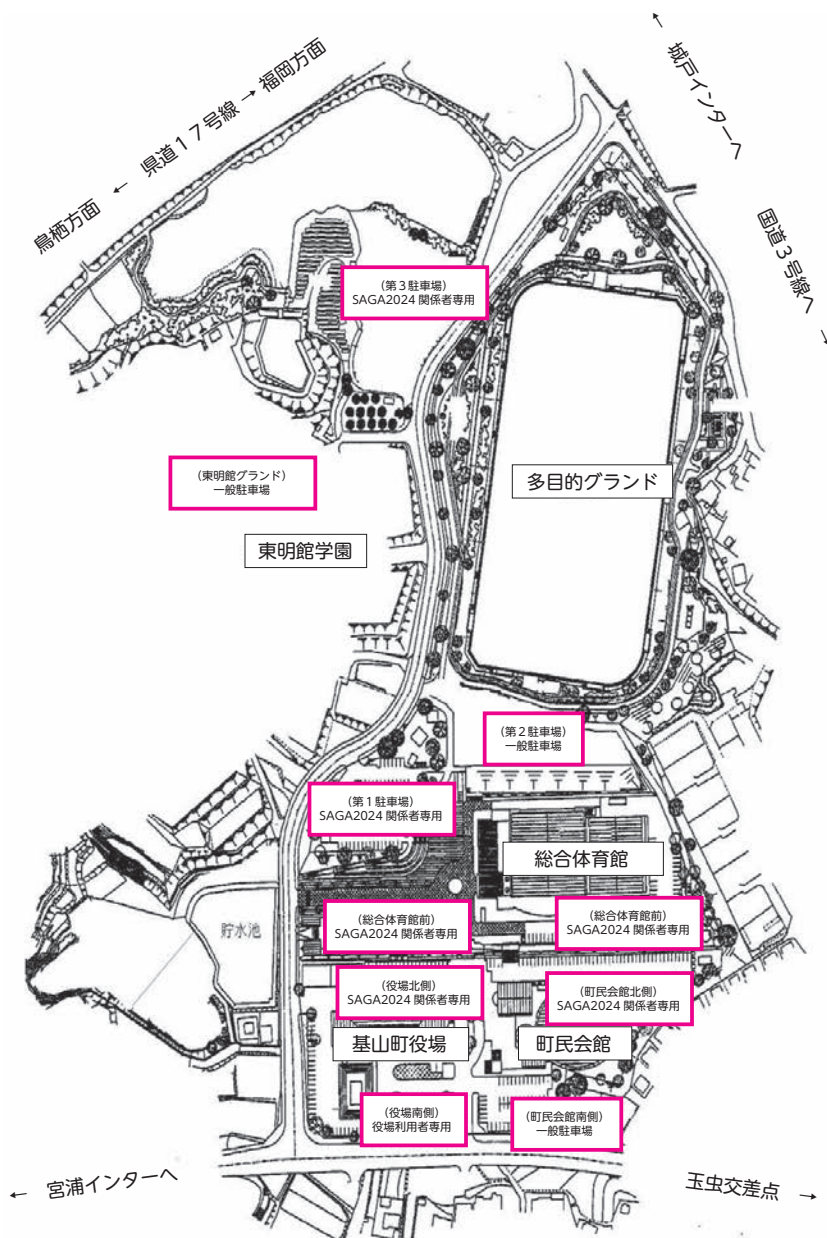 ← 城戸インターへ
鳥栖方面 ← 県道17号線 → 福岡方面
国道3号線へ →
(第3駐車場)
SAGA2024 関係者専用
(東明館グランド)
一般駐車場
多目的グランド
東明館学園
(第2駐車場)
一般駐車場
(第1駐車場)
SAGA2024 関係者専用
総合体育館
(総合体育館前)
SAGA2024 関係者専用
(総合体育館前)
SAGA2024 関係者専用
貯水池
(役場北側)
SAGA2024 関係者専用
(町民会館北側)
SAGA2024 関係者専用
基山町役場
町民会館
(役場南側)
役場利用者専用
(町民会館南側)
一般駐車場
← 宮浦インターへ
玉虫交差点 →